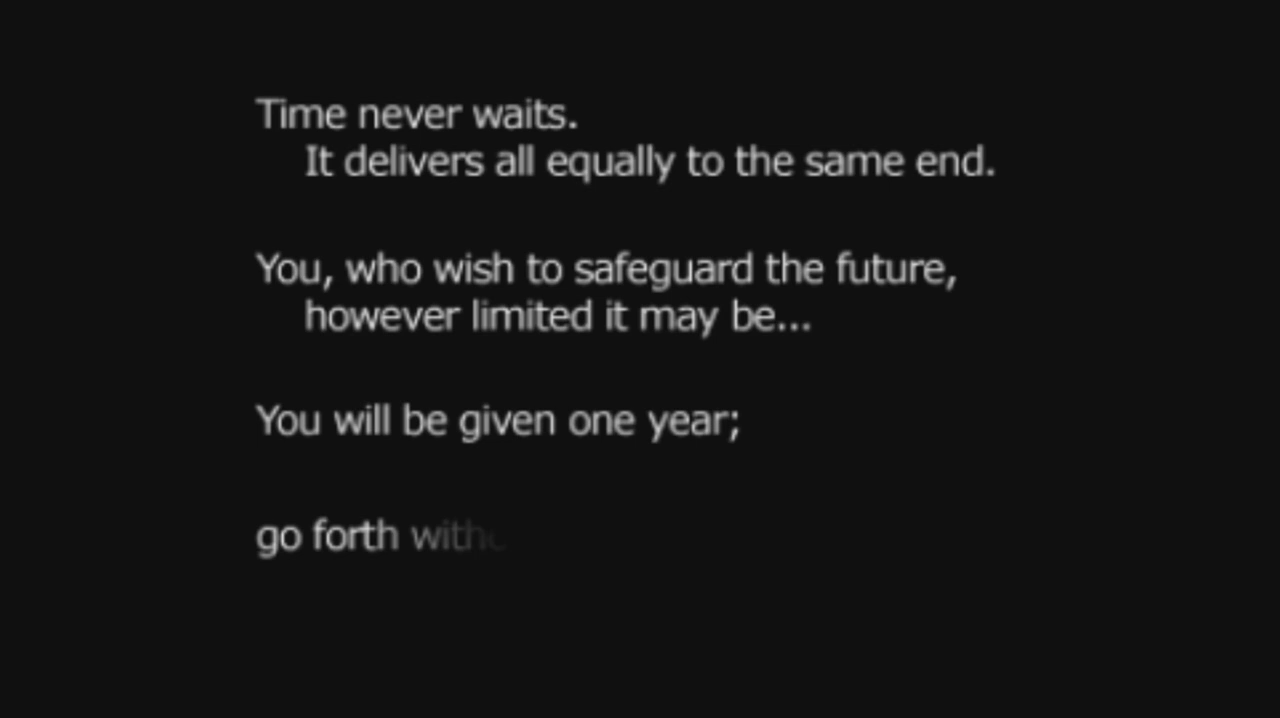 Time never waits.
It delivers all equally to the same end.
You, who wish to safeguard the future,
however limited it may be...
You will be given one year;
go forth